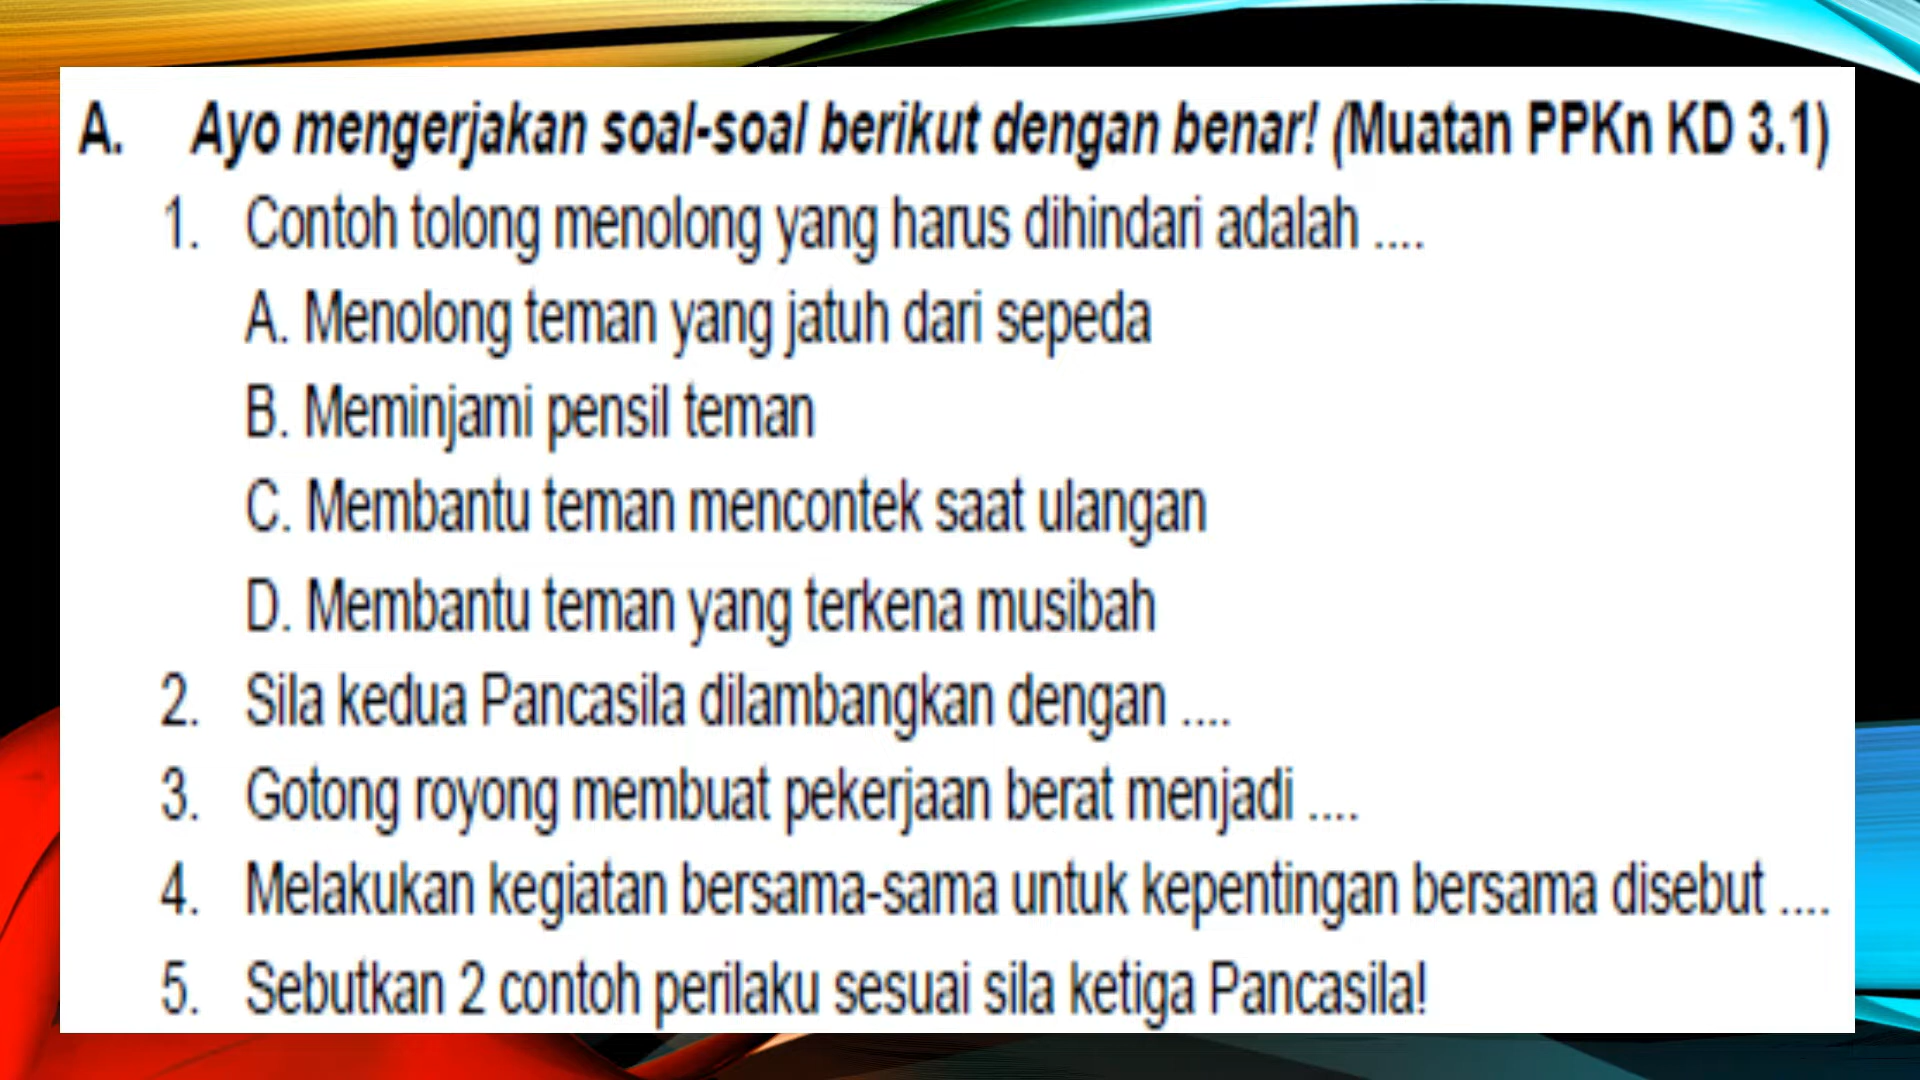 A. Ayo mengerjakan soal-soal berikut dengan benar! (Muatan PPKn KD 3.1)
1. Contoh tolong menolong yang harus dihindari adalah ....
A. Menolong teman yang jatuh dari sepeda
B. Meminjami pensil teman
C. Membantu teman mencontek saat ulangan
D. Membantu teman yang terkena musibah
2. Sila kedua Pancasila dilambangkan dengan ....
3. Gotong royong membuat pekerjaan berat menjadi ....
4. Melakukan kegiatan bersama-sama untuk kepentingan bersama disebut ....
5. Sebutkan 2 contoh perilaku sesuai sila ketiga Pancasila!